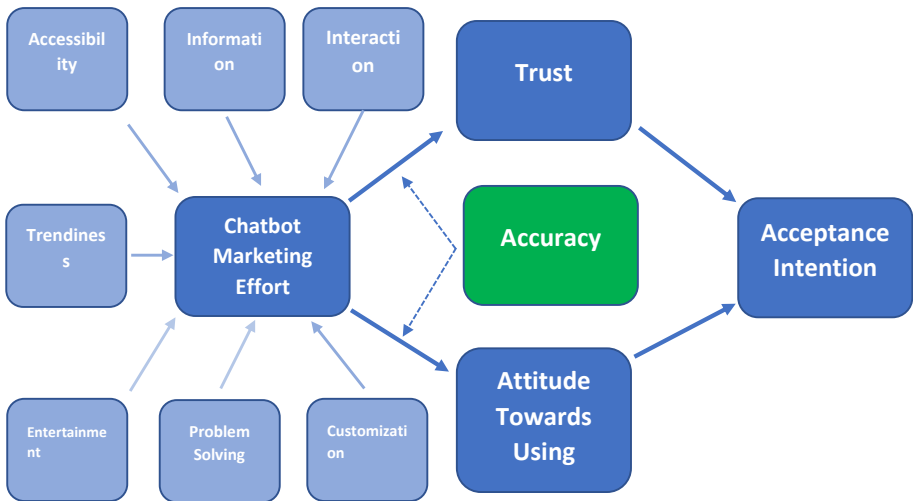 Accessibil
ity
Informati
on
Interacti
on
Trust
Trendines
s
Chatbot
Marketing
Effort
Accuracy
Acceptance
Intention
Entertainme
nt
Problem
Solving
Customizati
on
Attitude
Towards
Using